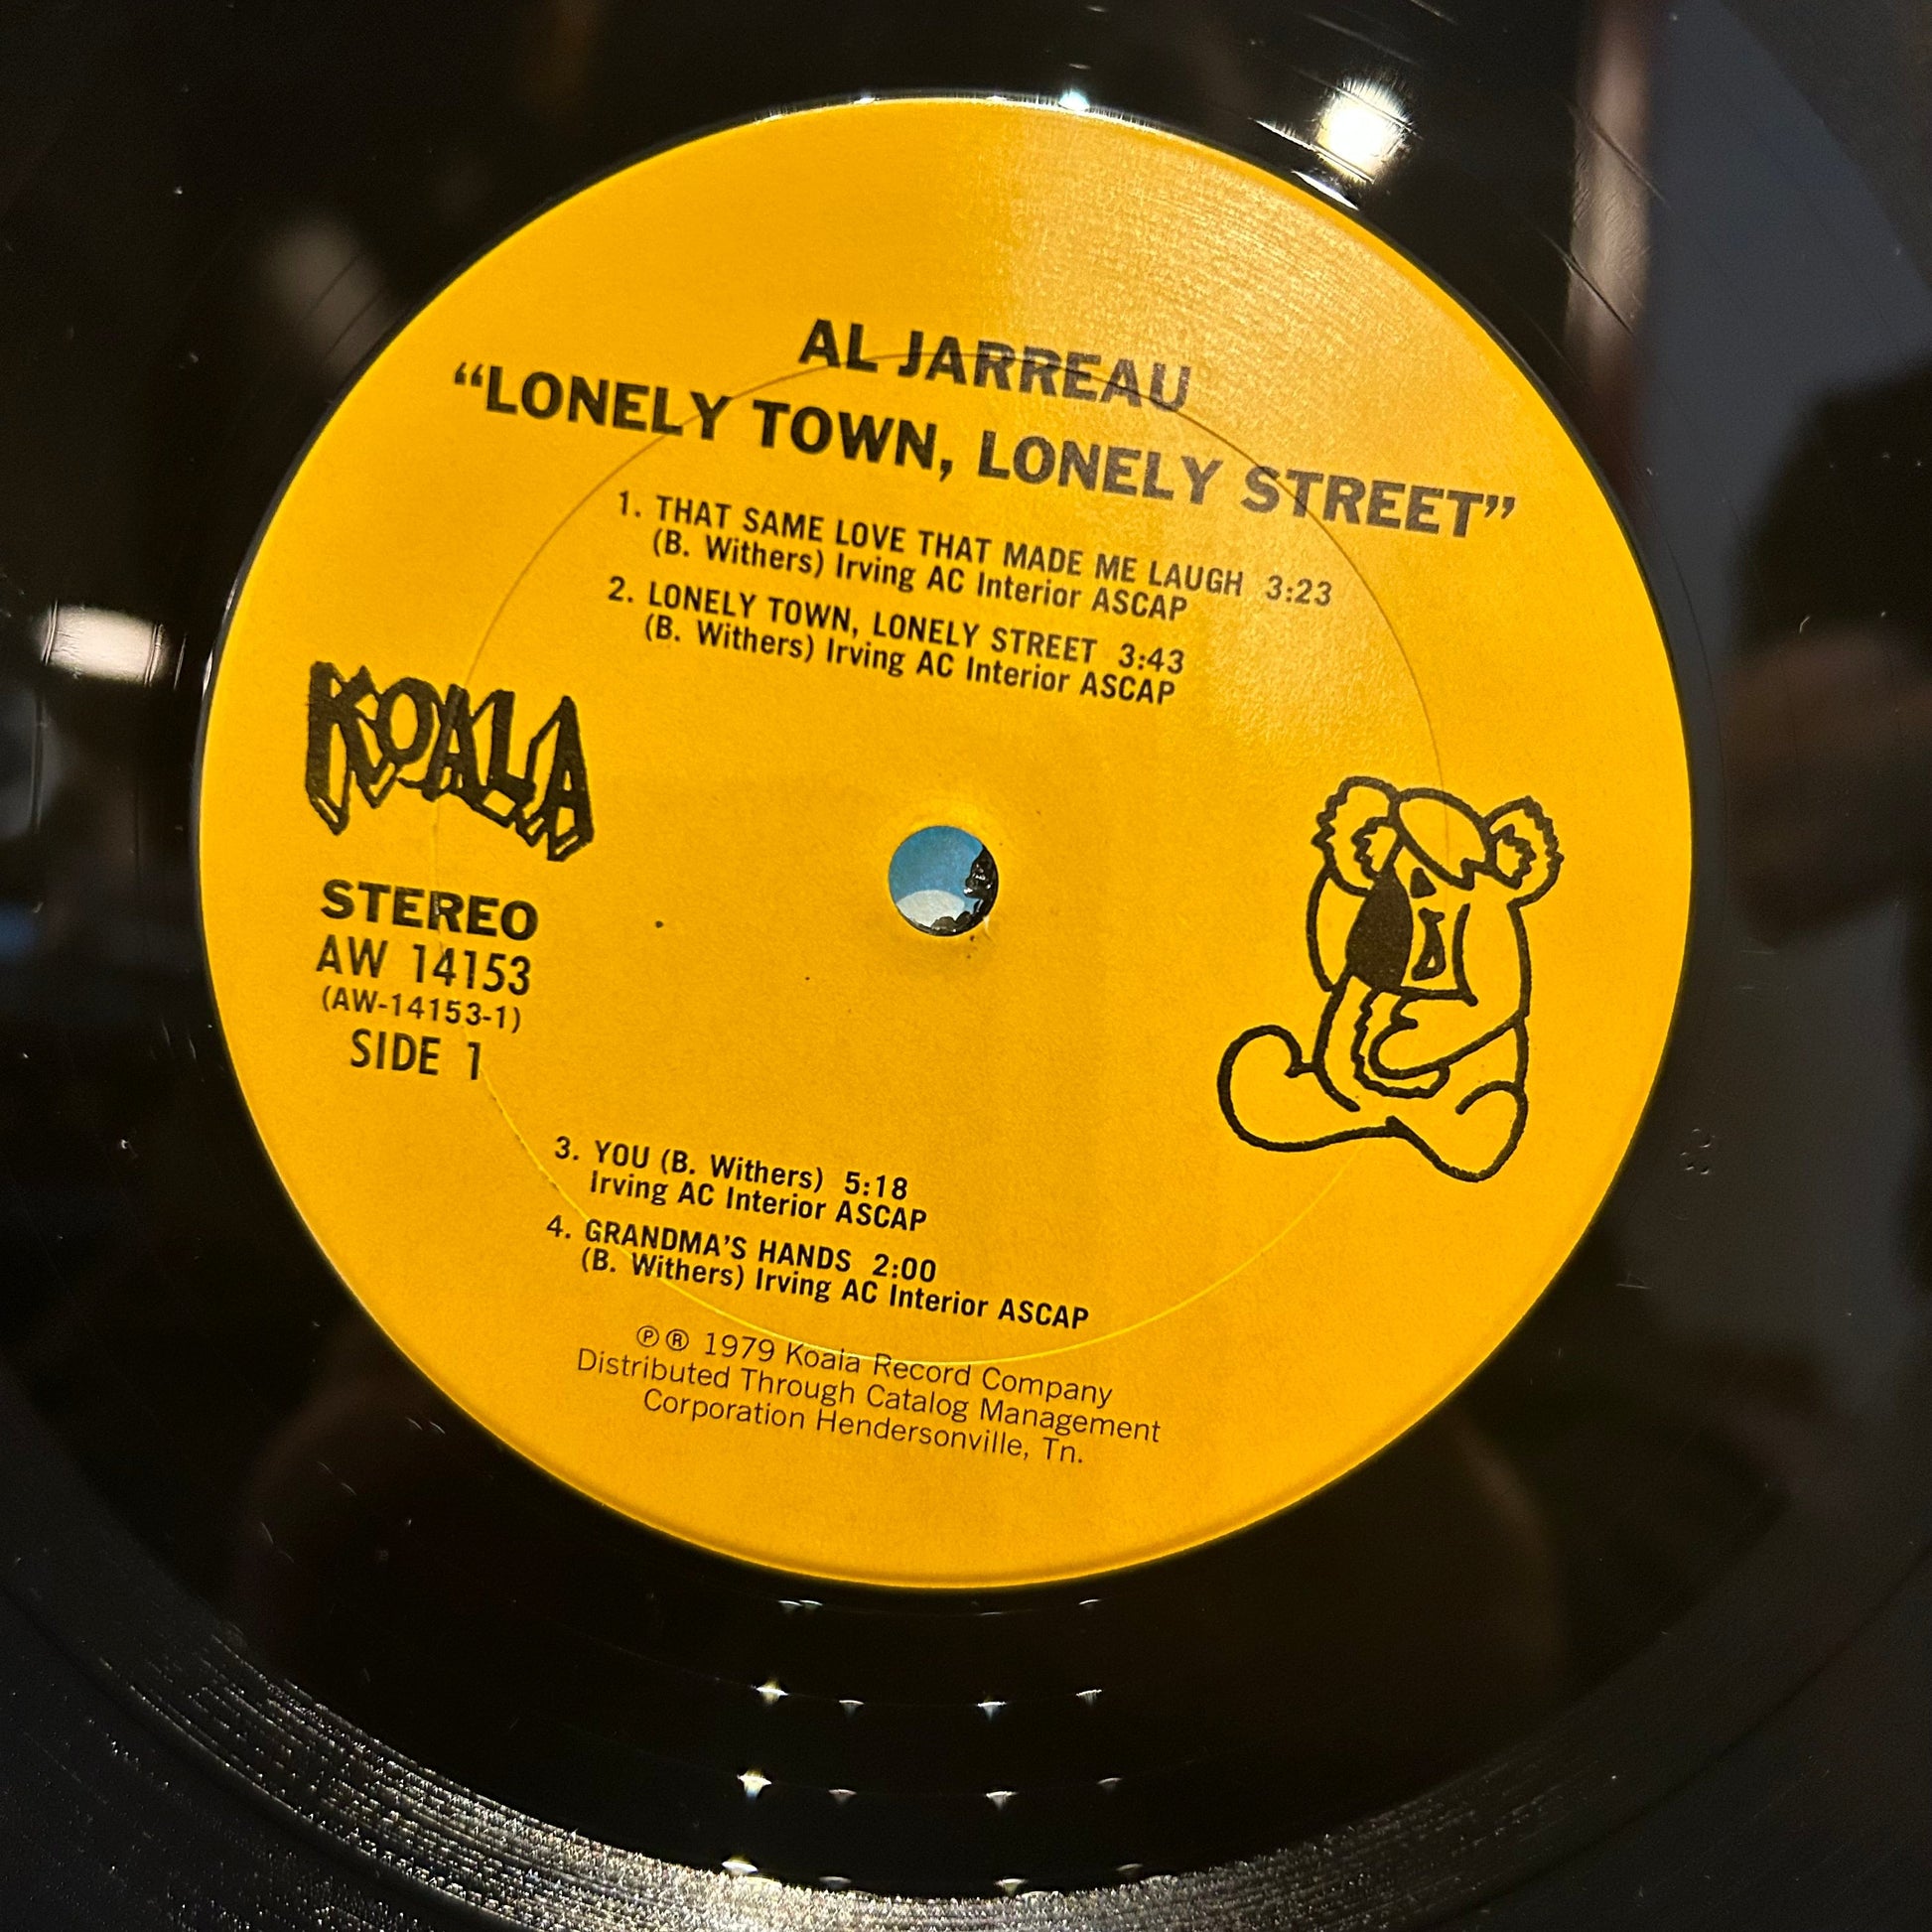 AL JARREAU
“LONELY TOWN, LONELY STREET”
1. THAT SAME LOVE THAT MADE ME LAUGH 3:23
(B. Withers) Irving AC Interior ASCAP
2. LONELY TOWN, LONELY STREET 3:43
(B. Withers) Irving AC Interior ASCAP
KOALA
STEREO
AW 14153
(AW-14153-1)
SIDE 1
3. YOU (B. Withers) 5:18
Irving AC Interior ASCAP
4. GRANDMA’S HANDS 2:00
(B. Withers) Irving AC Interior ASCAP
℗® 1979 Koala Record Company
Distributed Through Catalog Management
Corporation Hendersonville, Tn.